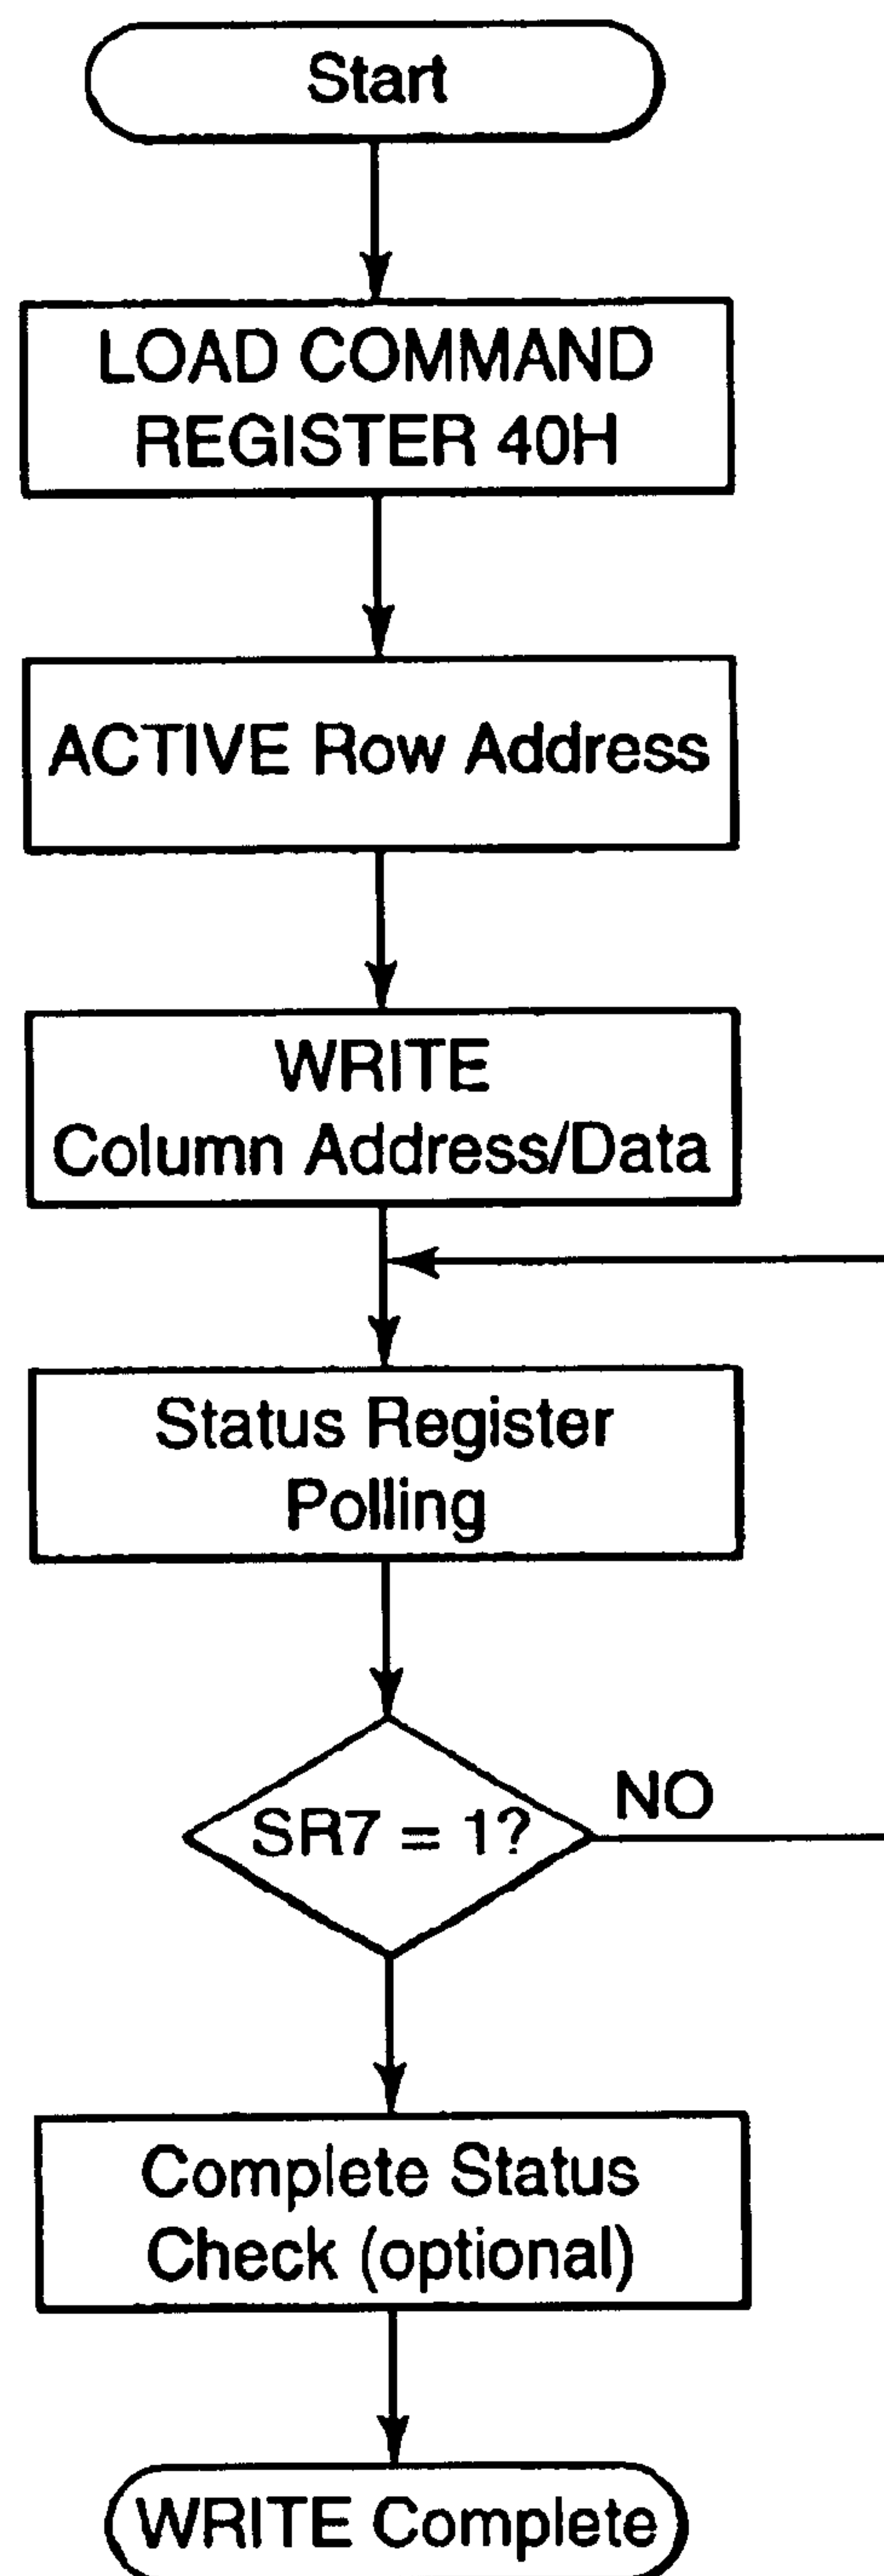 Start
LOAD COMMAND
REGISTER 40H
ACTIVE Row Address
WRITE
Column Address/Data
Status Register
Polling
SR7 = 1?
NO
Complete Status
Check (optional)
WRITE Complete